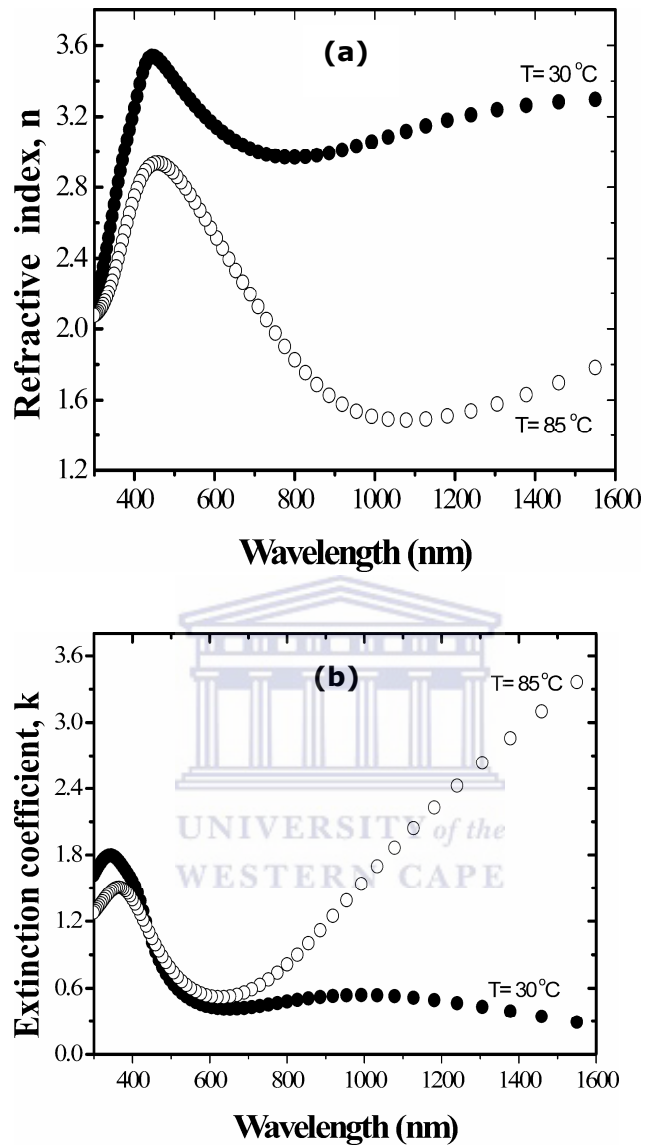 (a)
3.6
3.2
2.8
2.4
2.0
1.6
1.2
Refractive index, n
T= 30 °C
T= 85 °C
400 600 800 1000 1200 1400 1600
Wavelength (nm)
(b)
3.6
3.0
2.4
1.8
1.2
0.6
0.0
Extinction coefficient, k
T= 85°C
T= 30°C
UNIVERSITY of the
WESTERN CAPE
400 600 800 1000 1200 1400 1600
Wavelength (nm)